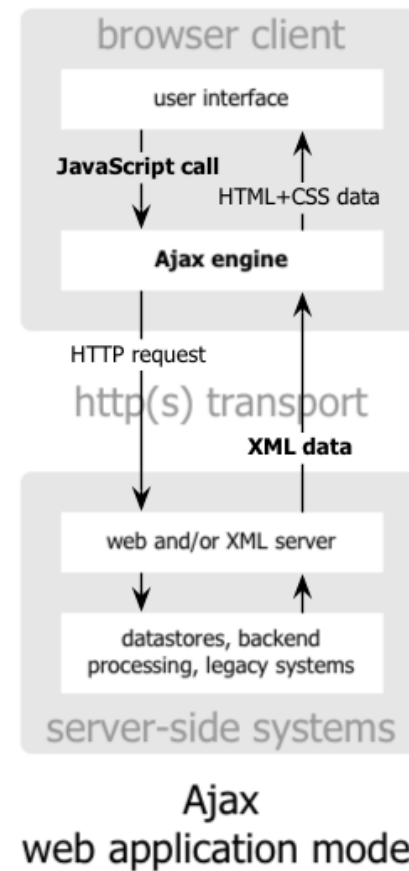 browser client
user interface
JavaScript call
HTML+CSS data
Ajax engine
HTTP request
http(s) transport
XML data
web and/or XML server
datastores, backend
processing, legacy systems
server-side systems
Ajax
web application mode